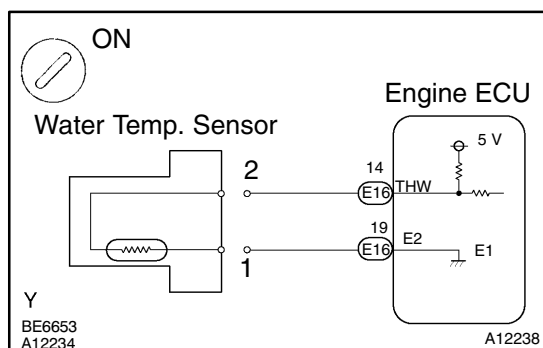 ON
Water Temp. Sensor
Engine ECU
5 V
2
14
E16
THW
19
E16
E2
E1
1
Y
BE6653
A12234
A12238